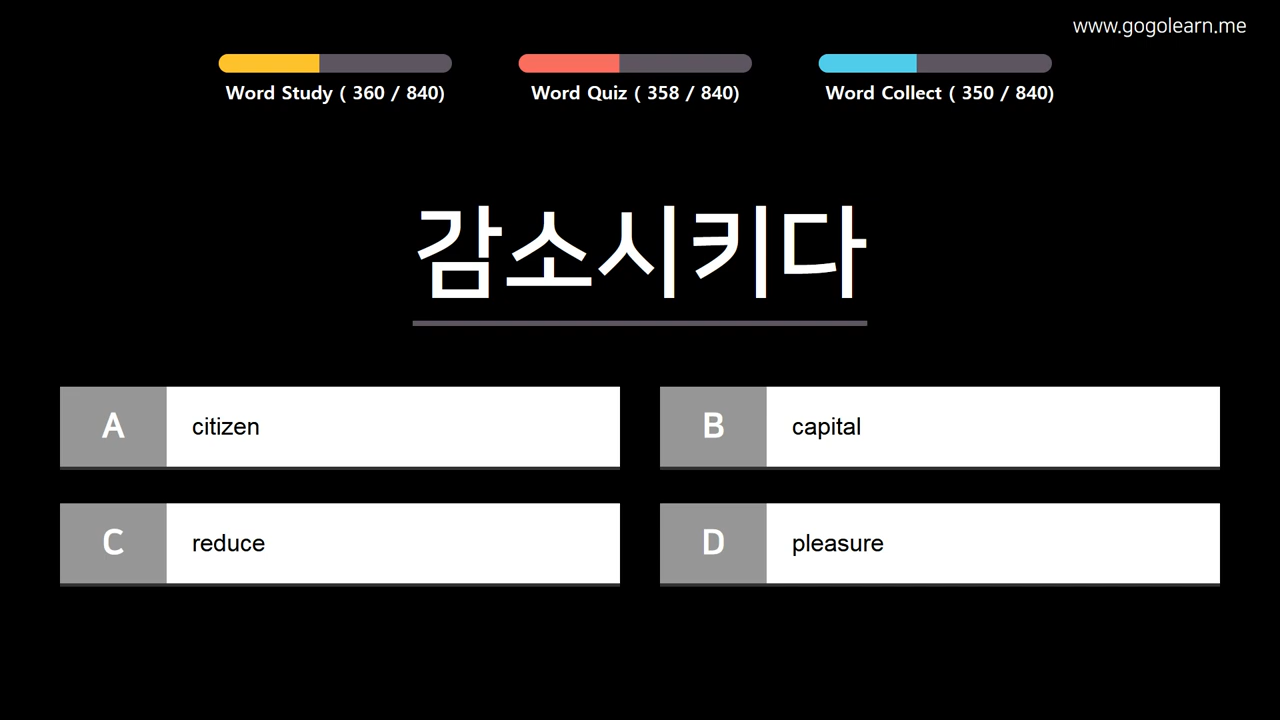 www.gogolearn.me
Word Study ( 360 / 840)
Word Quiz ( 358 / 840)
Word Collect ( 350 / 840)
감소시키다
A citizen
B capital
C reduce
D pleasure